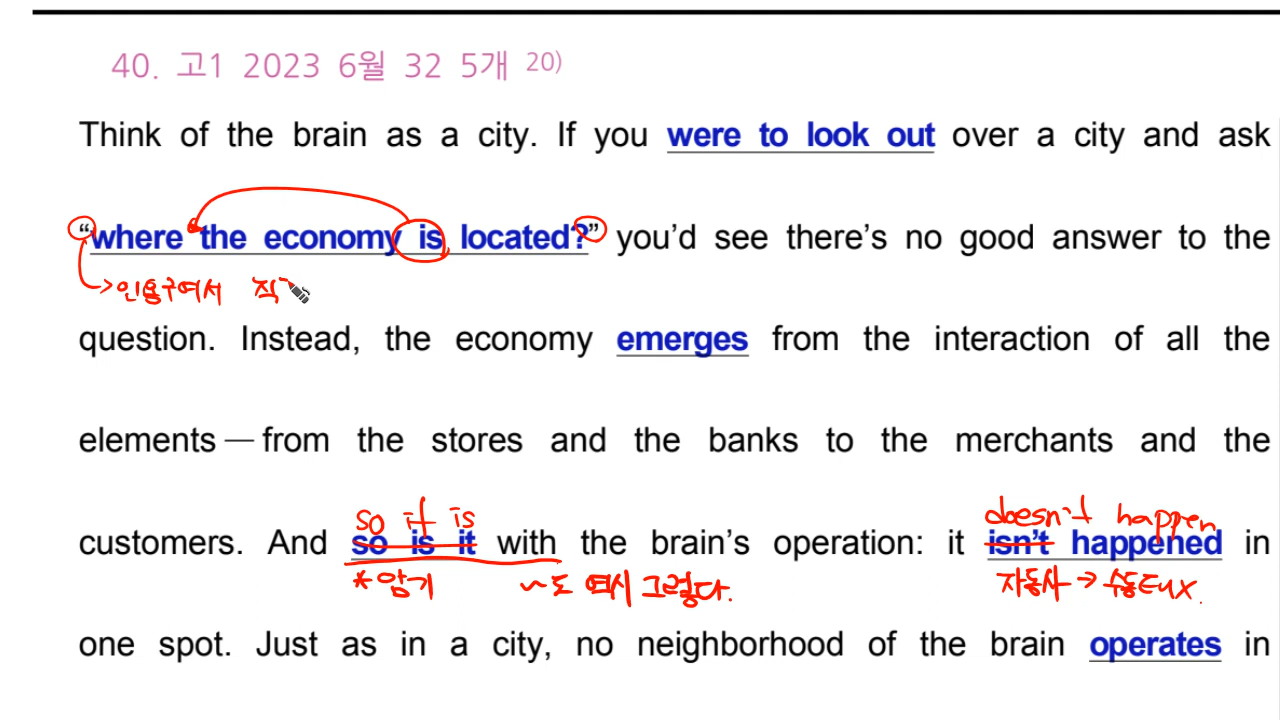 40. 고1 2023 6월 32 5개 20)
Think of the brain as a city. If you were to look out over a city and ask
“where the economy is located?” you’d see there’s no good answer to the
→인용구여서 직
question. Instead, the economy emerges from the interaction of all the
elements — from the stores and the banks to the merchants and the
so it is doesn't happen
customers. And so is it with the brain’s operation: it isn’t happened in
*암기 ~도 역시 그렇다. 자동사 → 수동태X.
one spot. Just as in a city, no neighborhood of the brain operates in